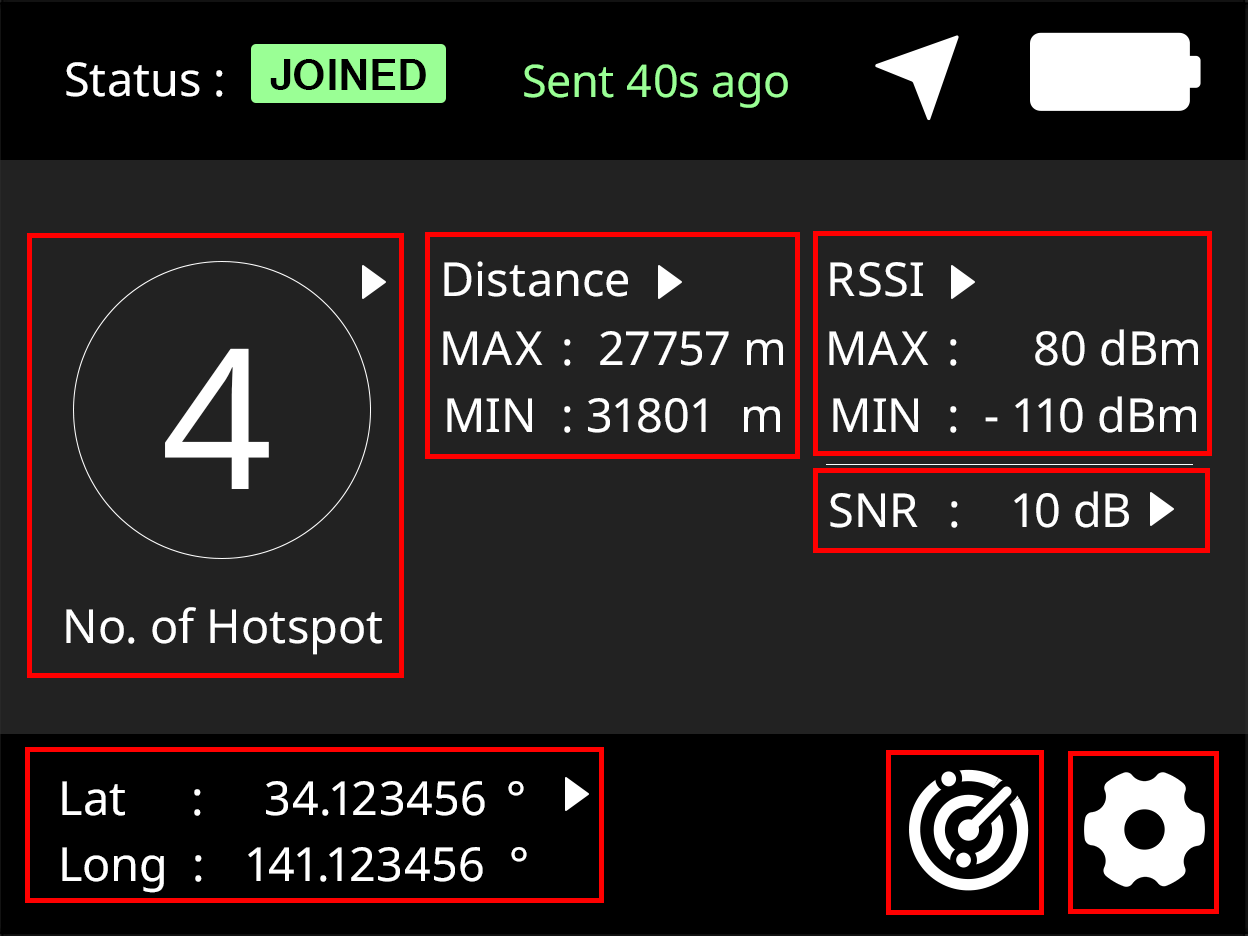 Status : JOINED Sent 40s ago
4
No. of Hotspot
Distance
MAX : 27757 m
MIN : 31801 m
RSSI
MAX : 80 dBm
MIN : - 110 dBm
SNR : 10 dB
Lat : 34.123456 °
Long : 141.123456 °